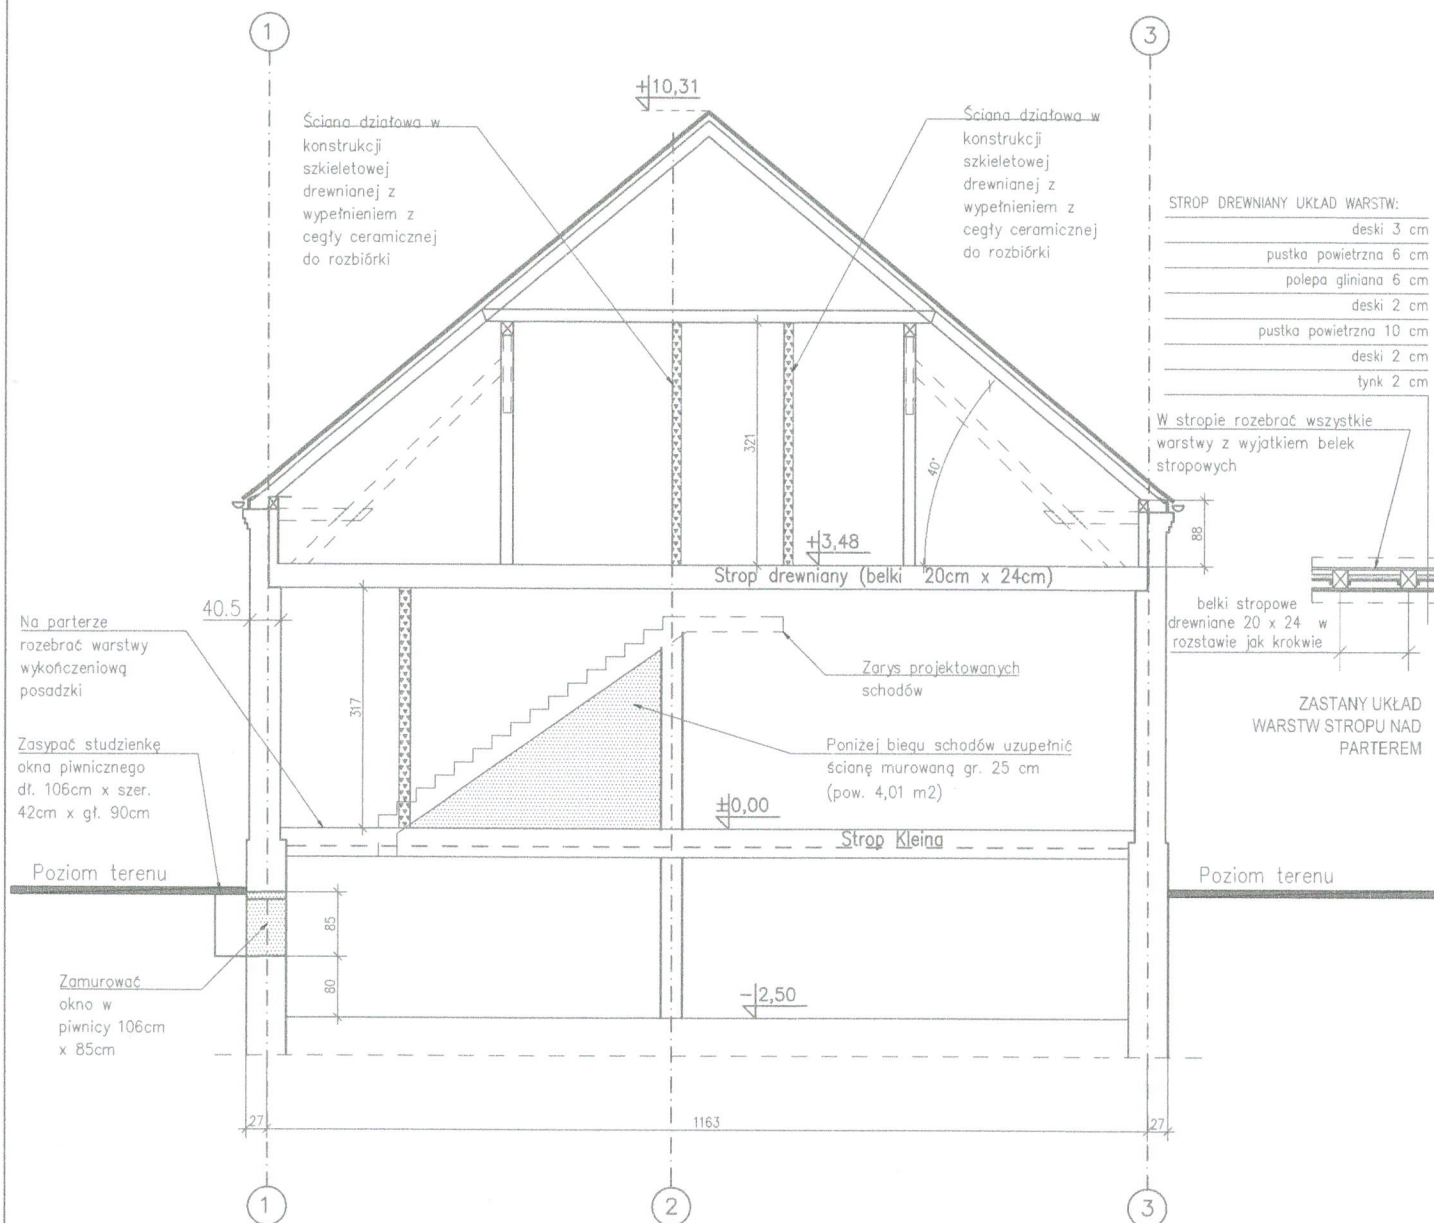 1
3
+10,31
Ściana działowa w
konstrukcji
szkieletowej
drewnianej z
wypełnieniem z
cegły ceramicznej
do rozbiórki
Ściana działowa w
konstrukcji
szkieletowej
drewnianej z
wypełnieniem z
cegły ceramicznej
do rozbiórki
STROP DREWNIANY UKŁAD WARSTW:
deski 3 cm
pustka powietrzna 6 cm
polepa gliniana 6 cm
deski 2 cm
pustka powietrzna 10 cm
deski 2 cm
tynk 2 cm
W stropie rozebrać wszystkie
warstwy z wyjatkiem belek
stropowych
321
40°
88
+3,48
Strop drewniany (belki 20cm x 24cm)
belki stropowe
drewniane 20 x 24 w
rozstawie jak krokwie
ZASTANY UKŁAD
WARSTW STROPU NAD
PARTEREM
40.5
Na parterze
rozebrać warstwy
wykończeniową
posadzki
317
Zarys projektowanych
schodów
Poniżej biegu schodów uzupełnić
ścianę murowaną gr. 25 cm
(pow. 4,01 m2)
Zasypać studzienkę
okna piwnicznego
dł. 106cm x szer.
42cm x gł. 90cm
±0,00
Strop Kleina
Poziom terenu
Poziom terenu
85
80
Zamurować
okno w
piwnicy 106cm
x 85cm
-2,50
27
1163
27
1
2
3